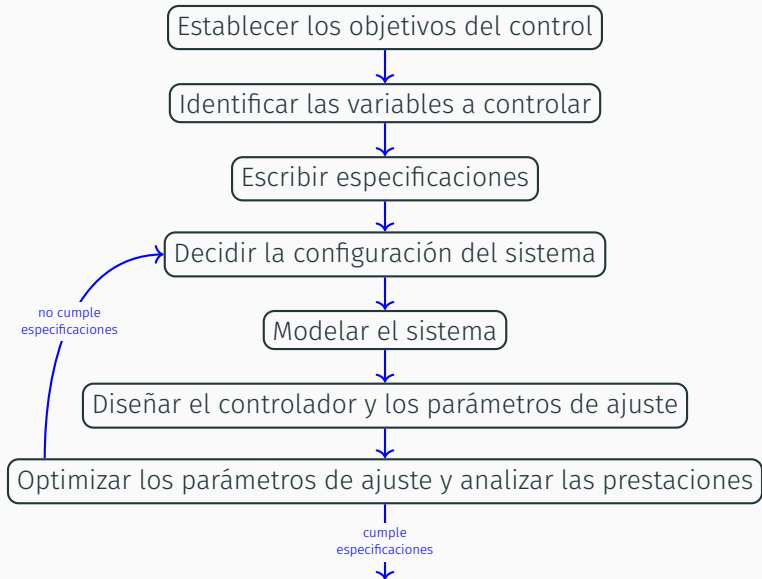 Establecer los objetivos del control
Identificar las variables a controlar
Escribir especificaciones
Decidir la configuración del sistema
no cumple
especificaciones
Modelar el sistema
Diseñar el controlador y los parámetros de ajuste
Optimizar los parámetros de ajuste y analizar las prestaciones
cumple
especificaciones